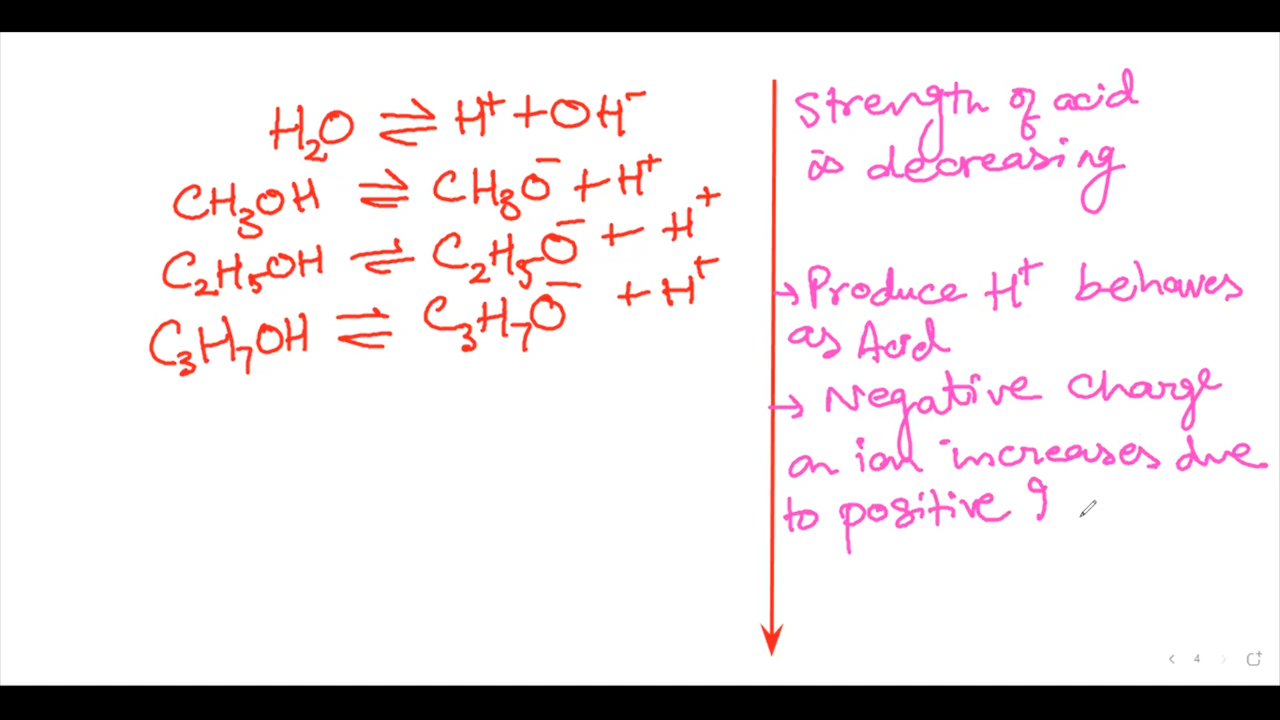 H₂O ⇌ H⁺ + OH⁻
CH₃OH ⇌ CH₃O⁻ + H⁺
C₂H₅OH ⇌ C₂H₅O⁻ + H⁺
C₃H₇OH ⇌ C₃H₇O⁻ + H⁺
Strength of acid
is decreasing
→ Produce H⁺ behaves
as Acid
→ Negative charge
on ion increases due
to positive I
< 4 >